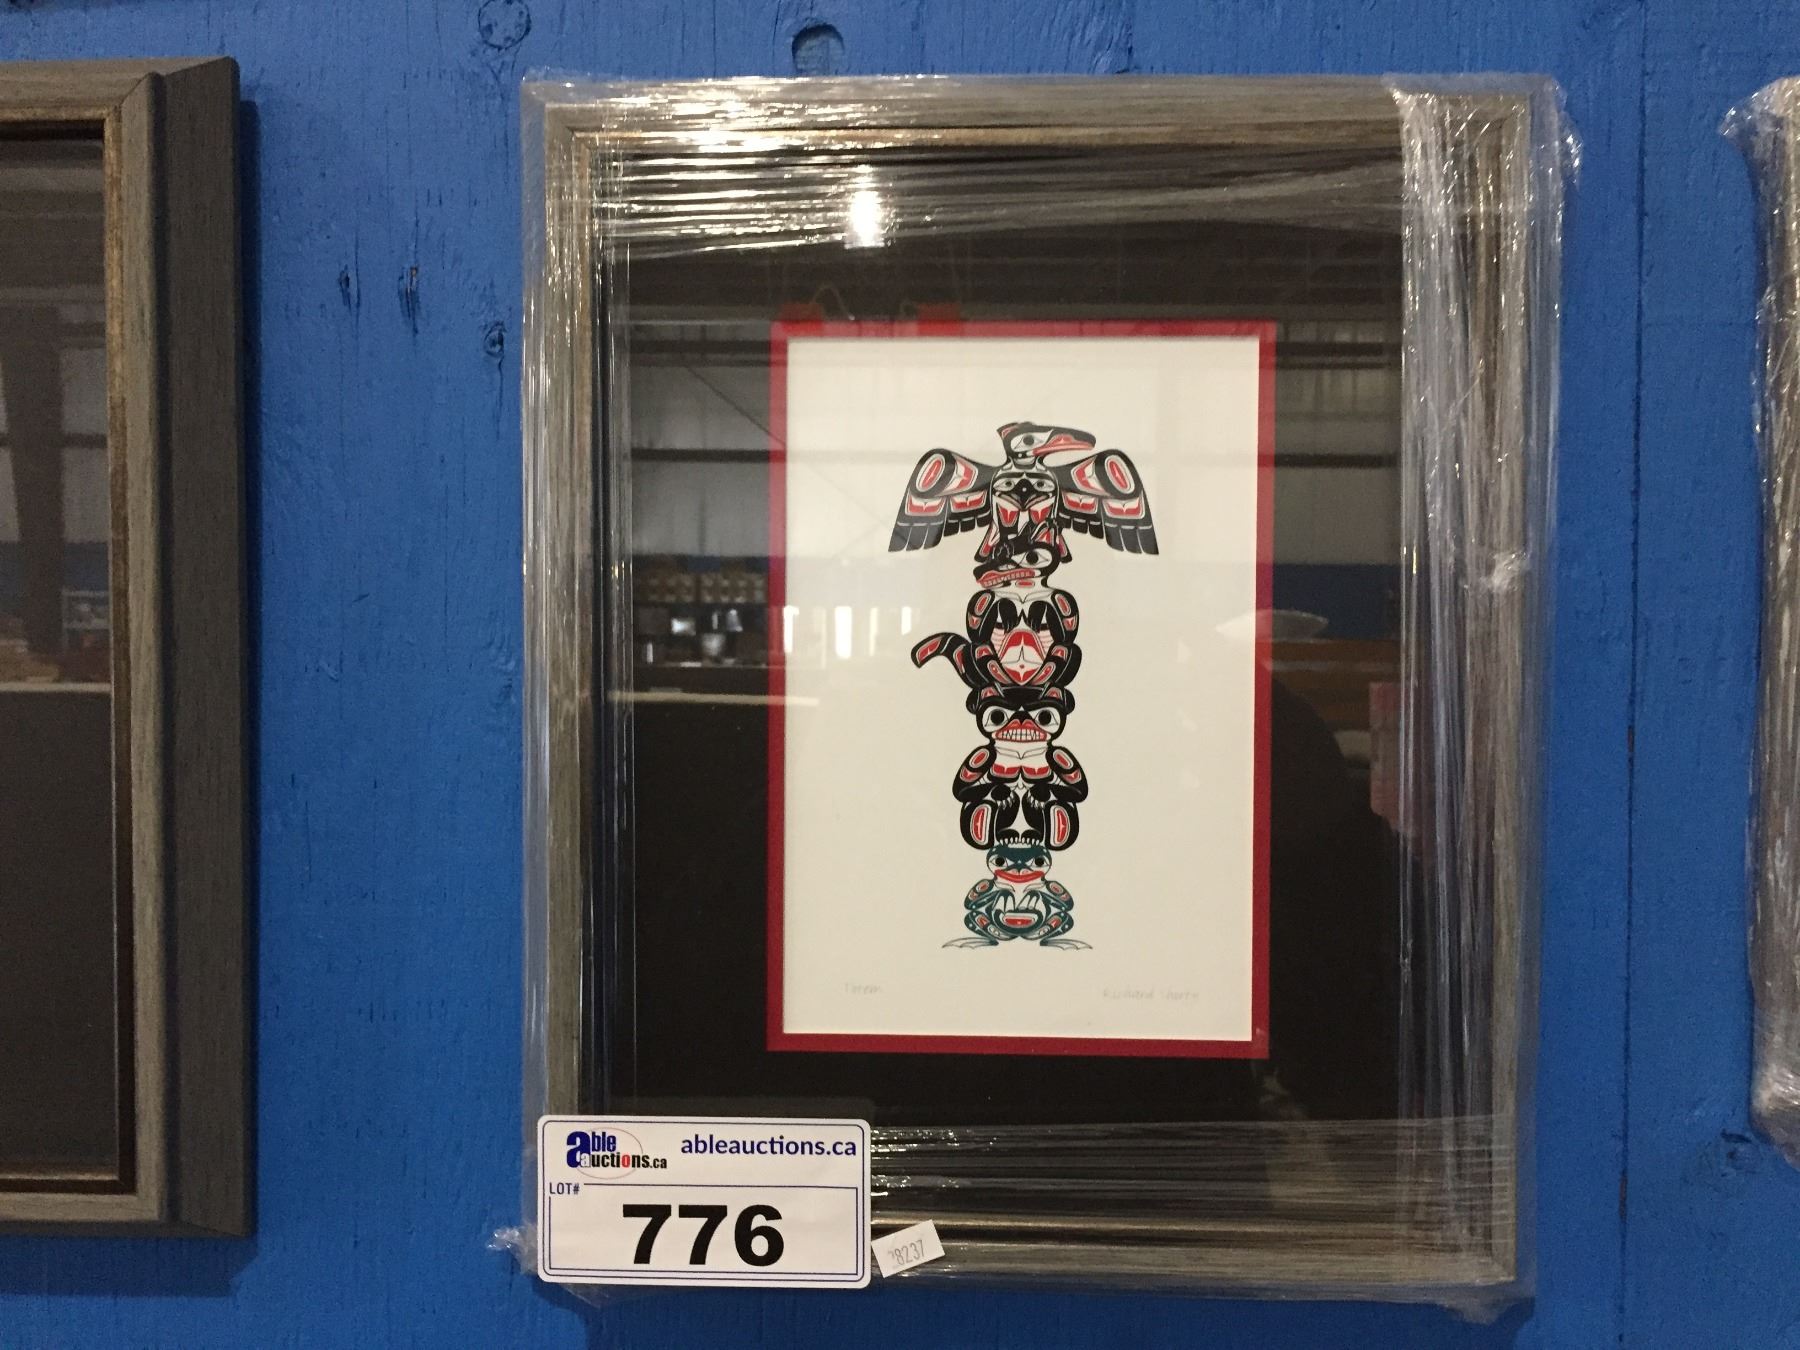 Totem
Richard Shorty
able
auctions.ca
ableauctions.ca
LOT#
776
28237